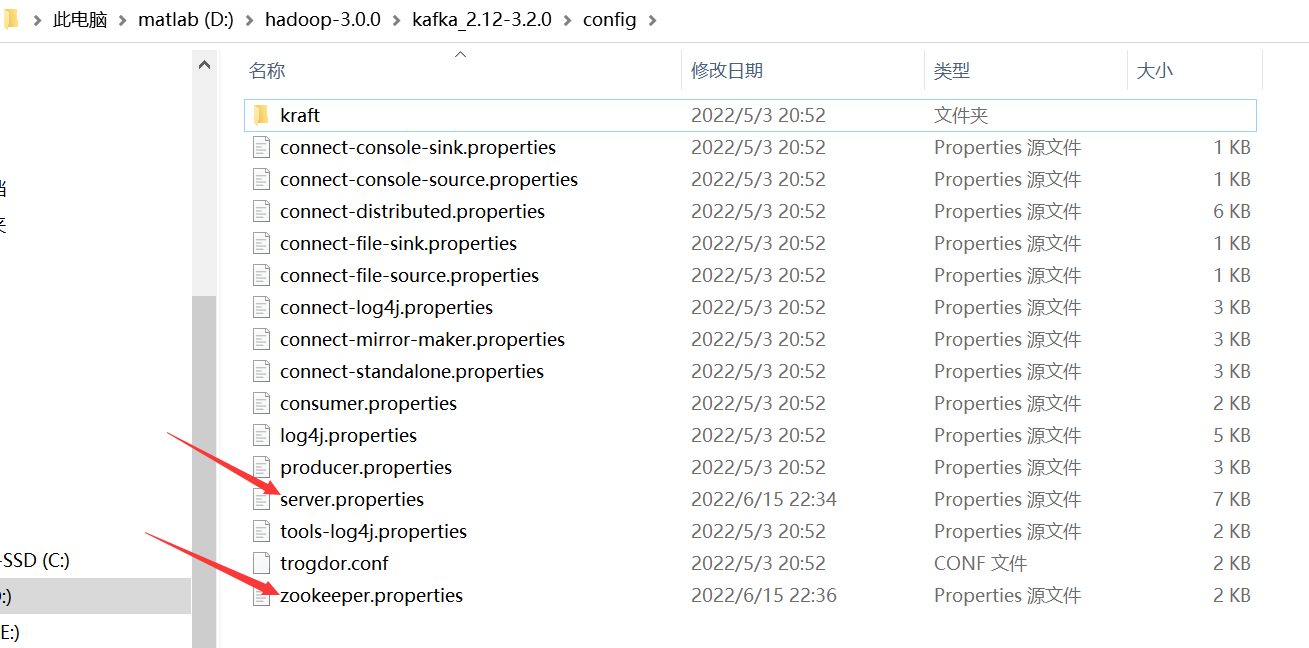 此电脑 matlab (D:) hadoop-3.0.0 kafka_2.12-3.2.0 config
名称 修改日期 类型 大小
kraft 2022/5/3 20:52 文件夹
connect-console-sink.properties 2022/5/3 20:52 Properties 源文件 1 KB
connect-console-source.properties 2022/5/3 20:52 Properties 源文件 1 KB
connect-distributed.properties 2022/5/3 20:52 Properties 源文件 6 KB
connect-file-sink.properties 2022/5/3 20:52 Properties 源文件 1 KB
connect-file-source.properties 2022/5/3 20:52 Properties 源文件 1 KB
connect-log4j.properties 2022/5/3 20:52 Properties 源文件 3 KB
connect-mirror-maker.properties 2022/5/3 20:52 Properties 源文件 3 KB
connect-standalone.properties 2022/5/3 20:52 Properties 源文件 3 KB
consumer.properties 2022/5/3 20:52 Properties 源文件 2 KB
log4j.properties 2022/5/3 20:52 Properties 源文件 5 KB
producer.properties 2022/5/3 20:52 Properties 源文件 3 KB
server.properties 2022/6/15 22:34 Properties 源文件 7 KB
tools-log4j.properties 2022/5/3 20:52 Properties 源文件 2 KB
-SSD (C:)
trogdor.conf 2022/5/3 20:52 CONF 文件 2 KB
:)
zookeeper.properties 2022/6/15 22:36 Properties 源文件 2 KB
E:)